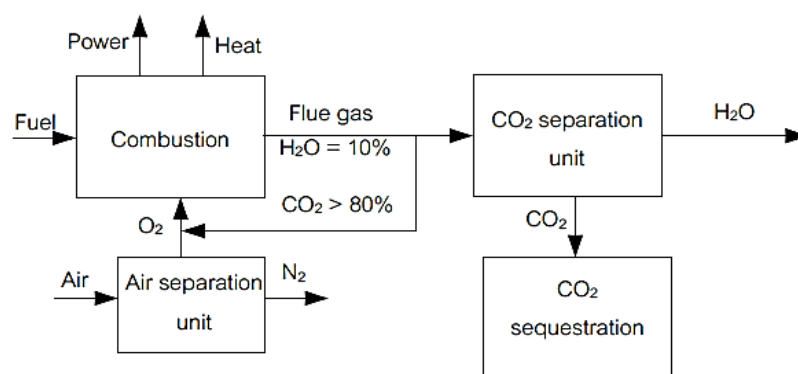 Power
Heat
Fuel
Combustion
Flue gas
H₂O = 10%
CO₂ > 80%
CO₂ separation
unit
H₂O
O₂
CO₂
Air
Air separation
unit
N₂
CO₂
sequestration